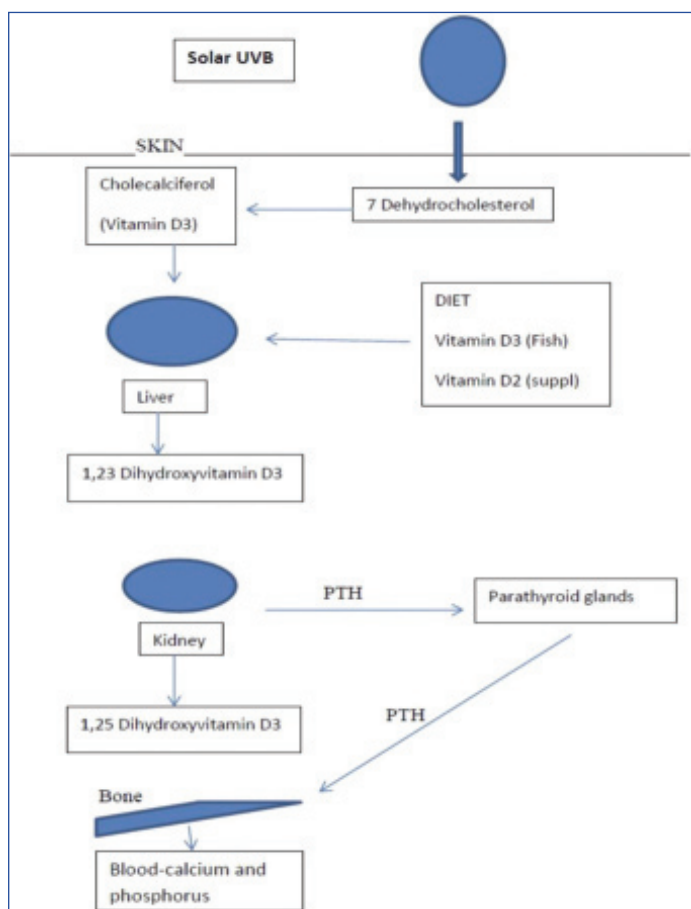 Solar UVB
SKIN
Cholecalciferol
(Vitamin D3)
7 Dehydrocholesterol
DIET
Vitamin D3 (Fish)
Vitamin D2 (suppl)
Liver
1,23 Dihydroxyvitamin D3
PTH
Parathyroid glands
Kidney
1,25 Dihydroxyvitamin D3
PTH
Bone
Blood-calcium and
phosphorus